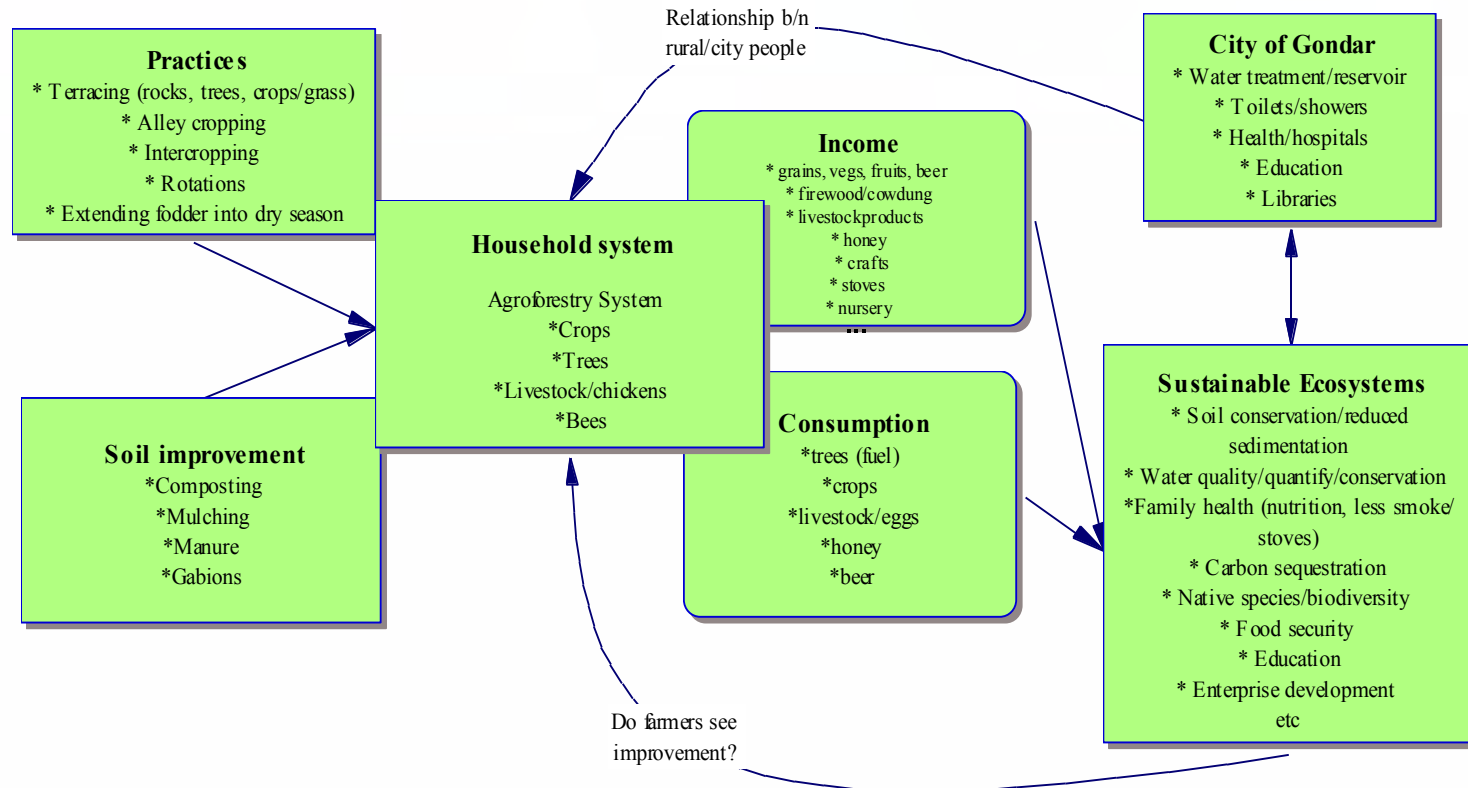 Relationship b/n
rural/city people
Practices
* Terracing (rocks, trees, crops/grass)
* Alley cropping
* Intercropping
* Rotations
* Extending fodder into dry season
City of Gondar
* Water treatment/reservoir
* Toilets/showers
* Health/hospitals
* Education
* Libraries
Income
* grains, vegs, fruits, beer
* firewood/cowdung
* livestockproducts
* honey
* crafts
* stoves
* nursery
...
Household system
Agroforestry System
*Crops
*Trees
*Livestock/chickens
*Bees
Soil improvement
*Composting
*Mulching
*Manure
*Gabions
Consumption
*trees (fuel)
*crops
*livestock/eggs
*honey
*beer
Sustainable Ecosystems
* Soil conservation/reduced
sedimentation
* Water quality/quantify/conservation
*Family health (nutrition, less smoke/
stoves)
* Carbon sequestration
* Native species/biodiversity
* Food security
* Education
* Enterprise development
etc
Do farmers see
improvement?